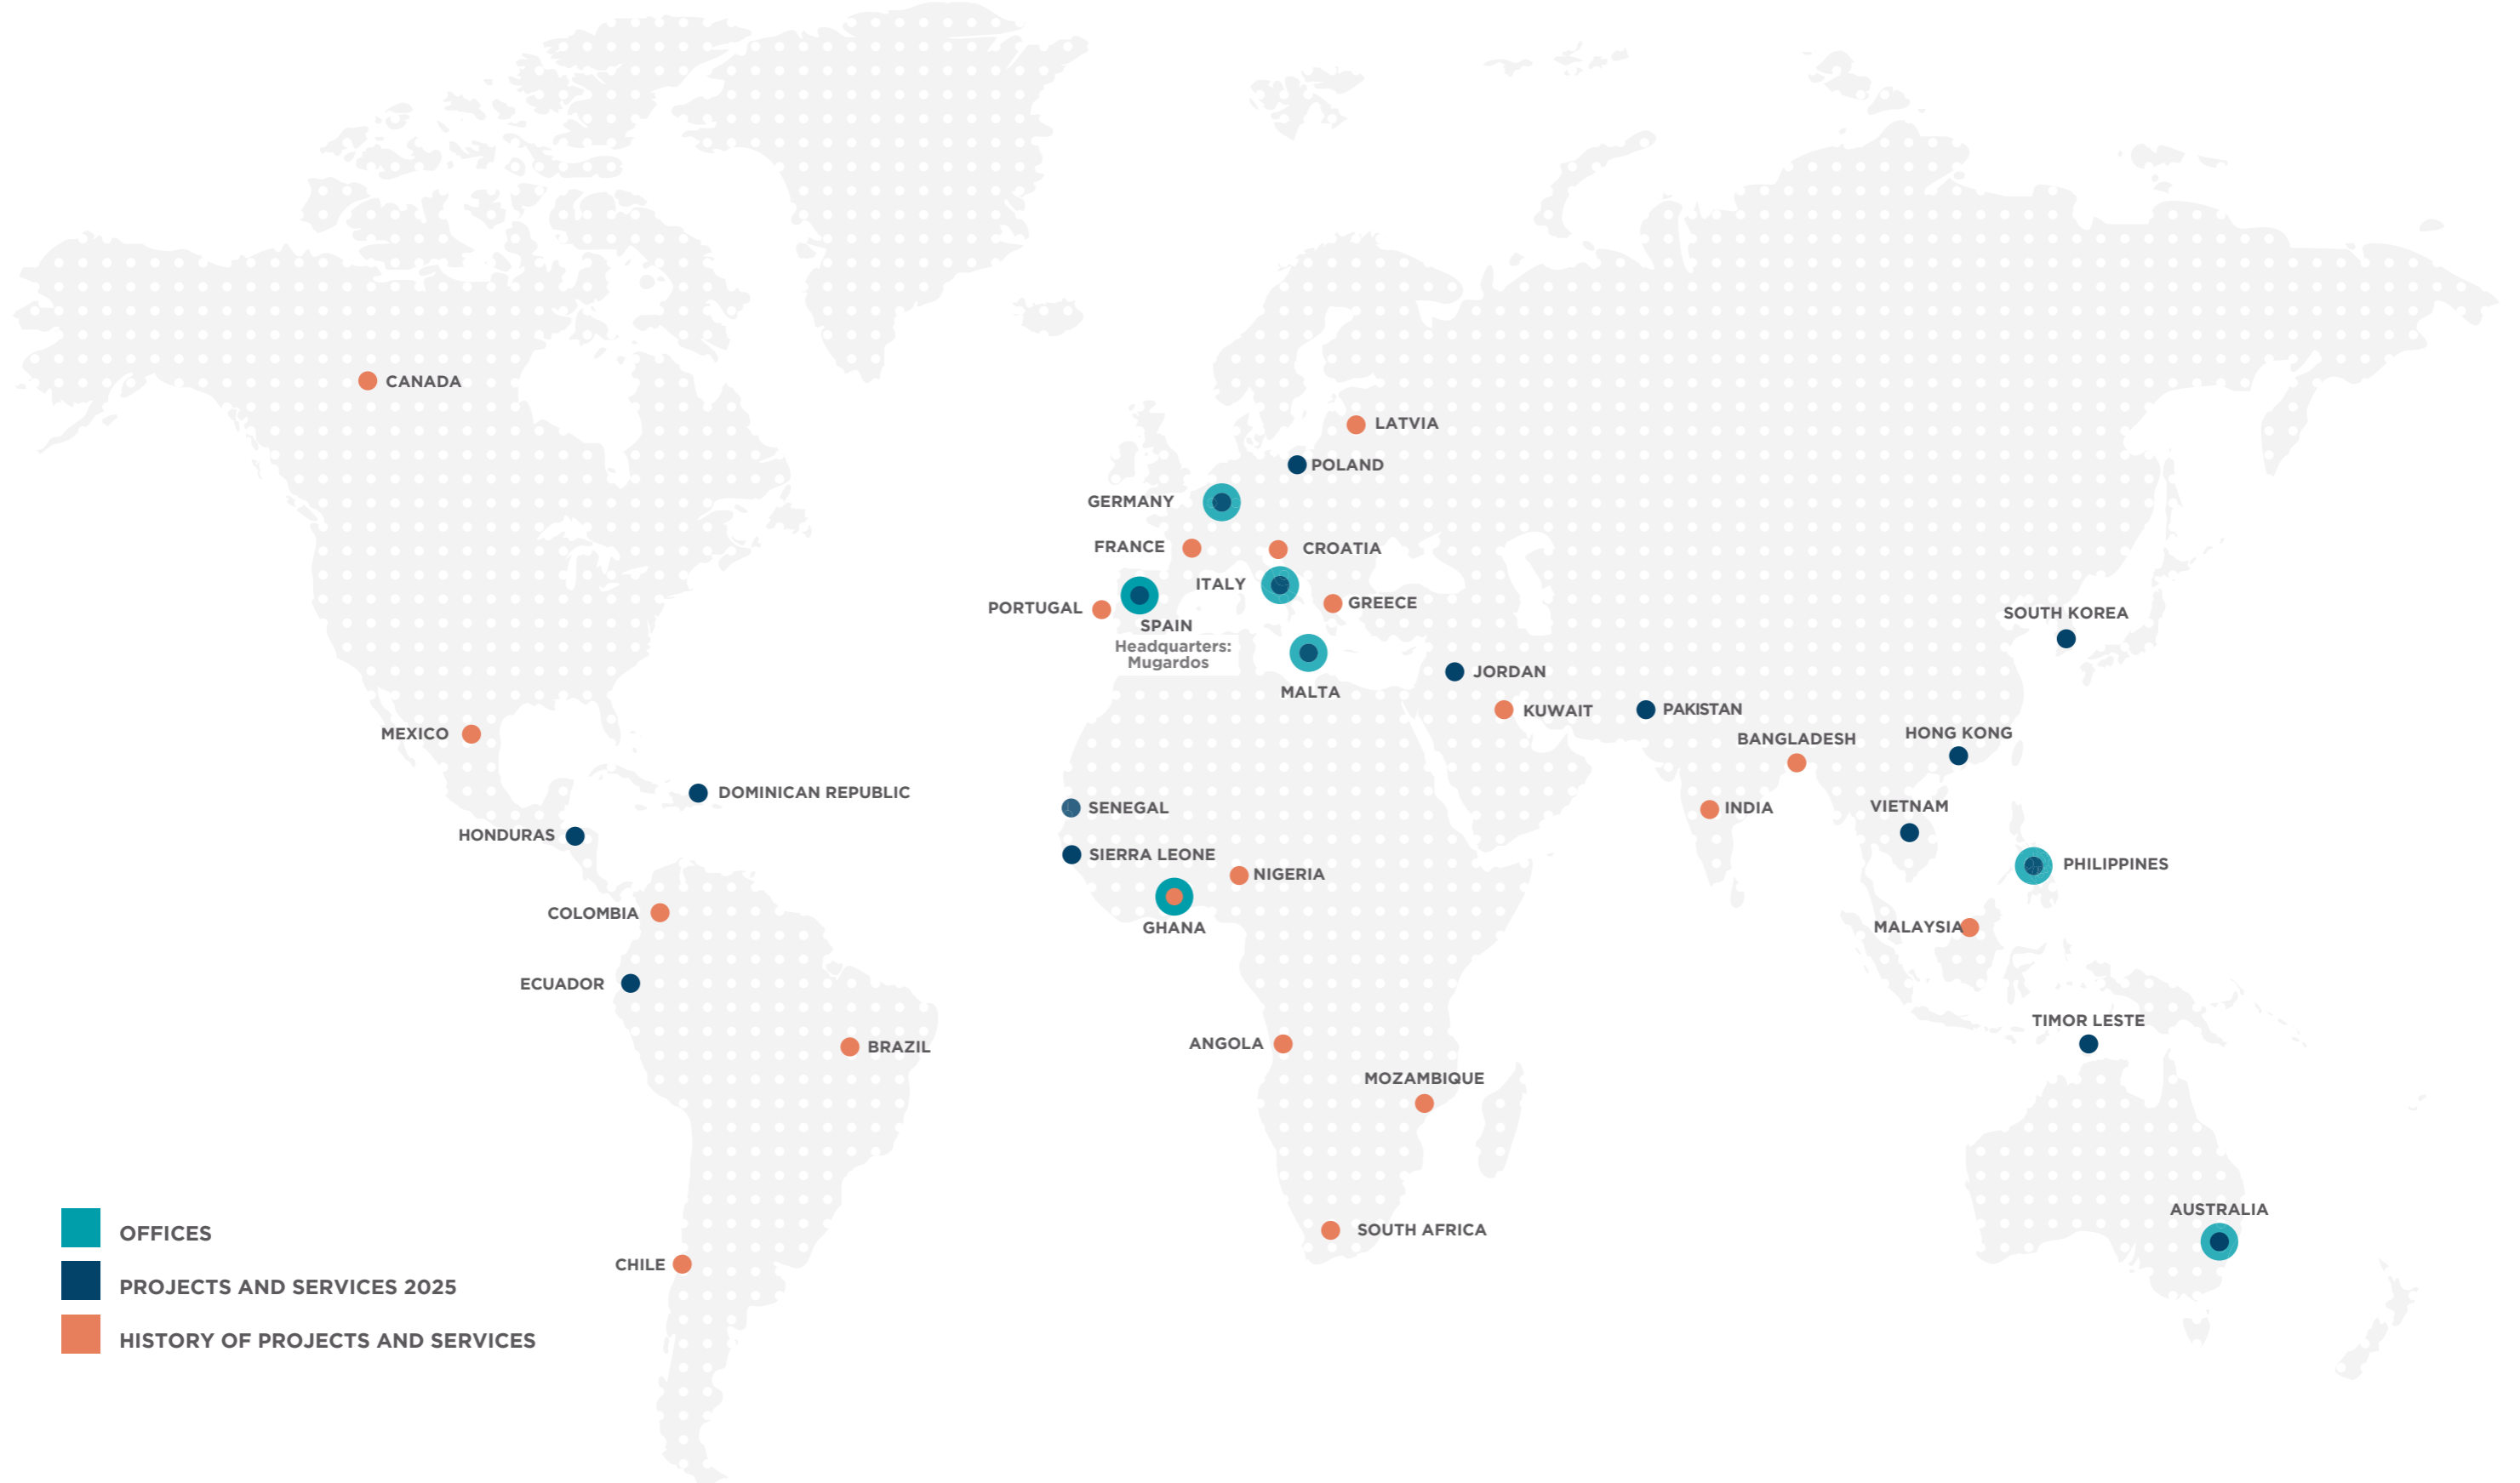 CANADA
LATVIA
POLAND
GERMANY
FRANCE
CROATIA
ITALY
GREECE
PORTUGAL
SPAIN
Headquarters:
Mugardos
MALTA
SOUTH KOREA
JORDAN
KUWAIT
PAKISTAN
BANGLADESH
HONG KONG
MEXICO
DOMINICAN REPUBLIC
SENEGAL
INDIA
VIETNAM
HONDURAS
SIERRA LEONE
NIGERIA
PHILIPPINES
COLOMBIA
GHANA
MALAYSIA
ECUADOR
TIMOR LESTE
BRAZIL
ANGOLA
MOZAMBIQUE
AUSTRALIA
SOUTH AFRICA
CHILE
OFFICES
PROJECTS AND SERVICES 2025
HISTORY OF PROJECTS AND SERVICES